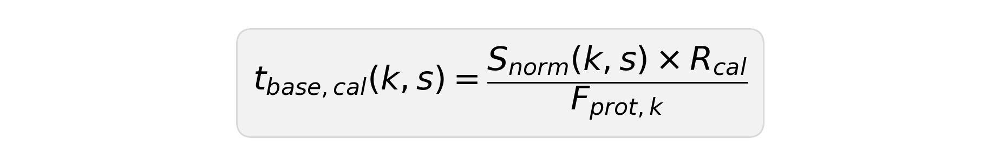 t_{base,cal}(k,s) = \frac{S_{norm}(k,s) \times R_{cal}}{F_{prot,k}}